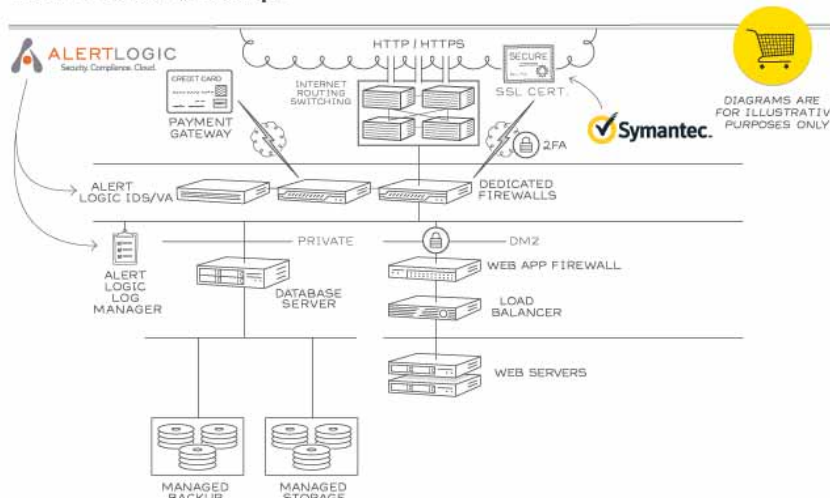 ALERTLOGIC
Security. Compliance. Cloud.
HTTP / HTTPS
CREDIT CARD
PAYMENT
GATEWAY
INTERNET
ROUTING
SWITCHING
SECURE
SSL CERT.
Symantec.
DIAGRAMS ARE
FOR ILLUSTRATIV
PURPOSES ONLY
2FA
ALERT
LOGIC IDS/VA
DEDICATED
FIREWALLS
PRIVATE
DMZ
ALERT
LOGIC
LOG
MANAGER
DATABASE
SERVER
WEB APP FIREWALL
LOAD
BALANCER
WEB SERVERS
MANAGED
BACKUP
MANAGED
STORAGE